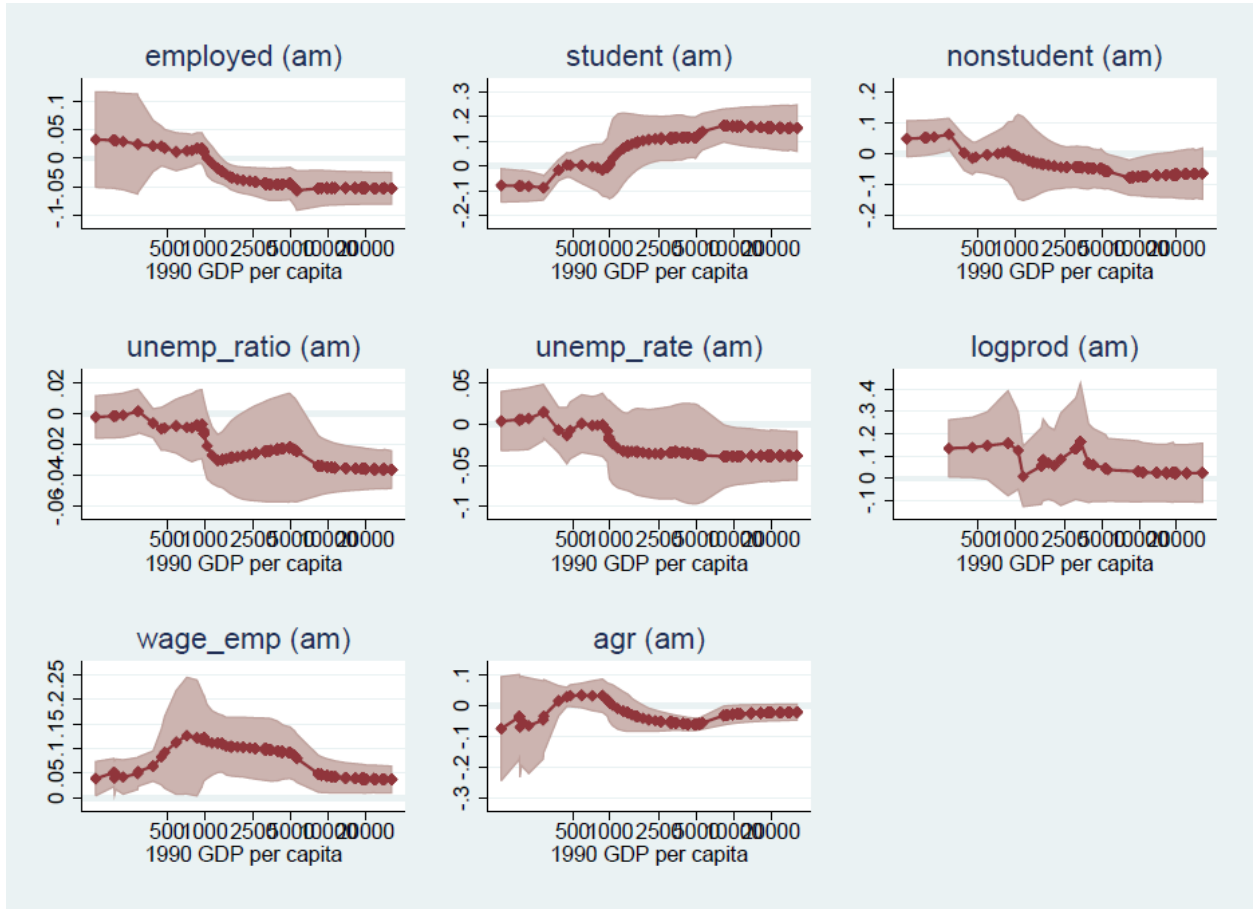 employed (am)
-.1 -.05 0 .05 .1
500 1000 2500 5000 10000 20000
1990 GDP per capita
student (am)
-.2 -.1 0 .1 .2 .3
500 1000 2500 5000 10000 20000
1990 GDP per capita
nonstudent (am)
-.2 -.1 0 .1 .2
500 1000 2500 5000 10000 20000
1990 GDP per capita
unemp_ratio (am)
-.06 -.04 -.02 0 .02
500 1000 2500 5000 10000 20000
1990 GDP per capita
unemp_rate (am)
-.1 -.05 0 .05
500 1000 2500 5000 10000 20000
1990 GDP per capita
logprod (am)
-.1 0 .1 .2 .3 .4
500 1000 2500 5000 10000 20000
1990 GDP per capita
wage_emp (am)
0 .05 .1 .15 .2 .25
500 1000 2500 5000 10000 20000
1990 GDP per capita
agr (am)
-.3 -.2 -.1 0 .1
500 1000 2500 5000 10000 20000
1990 GDP per capita